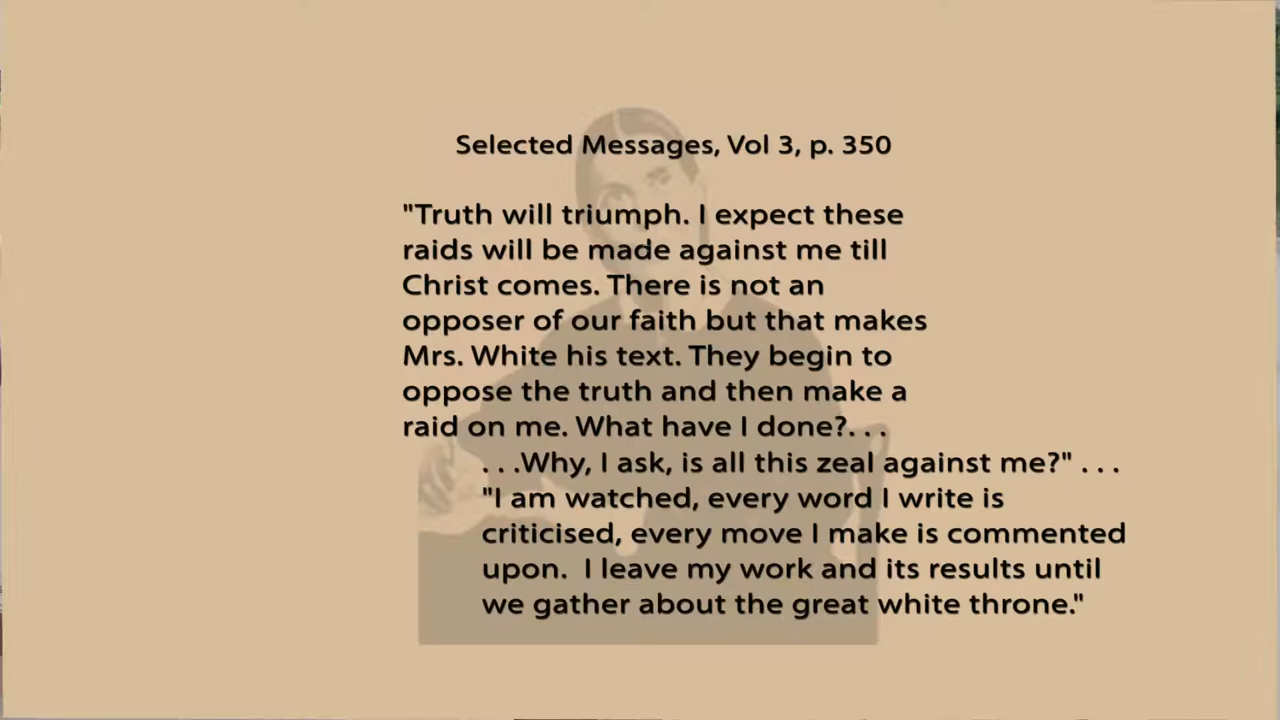 Selected Messages, Vol 3, p. 350
"Truth will triumph. I expect these
raids will be made against me till
Christ comes. There is not an
opposer of our faith but that makes
Mrs. White his text. They begin to
oppose the truth and then make a
raid on me. What have I done?. . .
. . .Why, I ask, is all this zeal against me?" . . .
"I am watched, every word I write is
criticised, every move I make is commented
upon.  I leave my work and its results until
we gather about the great white throne."